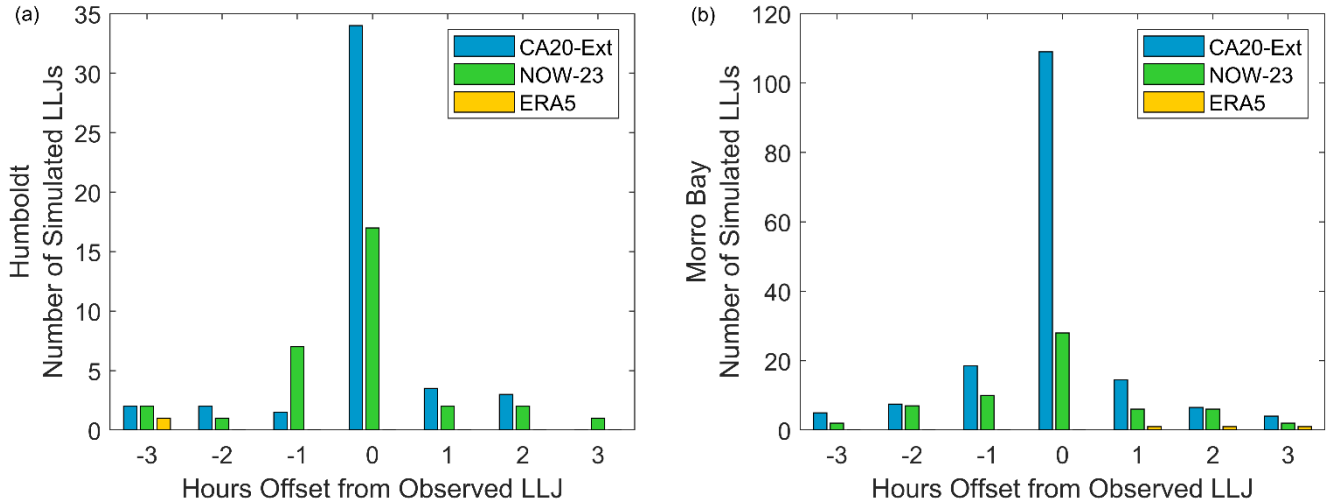 (a)
Humboldt
Number of Simulated LLJs
35
30
25
20
15
10
5
0
CA20-Ext
NOW-23
ERA5
-3 -2 -1 0 1 2 3
Hours Offset from Observed LLJ
(b)
Morro Bay
Number of Simulated LLJs
120
100
80
60
40
20
0
CA20-Ext
NOW-23
ERA5
-3 -2 -1 0 1 2 3
Hours Offset from Observed LLJ